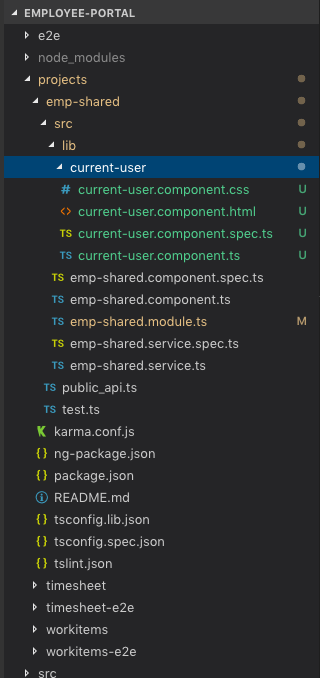 EMPLOYEE-PORTAL
e2e
node_modules
projects
emp-shared
src
lib
current-user
# current-user.component.css U
<> current-user.component.html U
TS current-user.component.spec.ts U
TS current-user.component.ts U
TS emp-shared.component.spec.ts
TS emp-shared.component.ts
TS emp-shared.module.ts M
TS emp-shared.service.spec.ts
TS emp-shared.service.ts
TS public_api.ts
TS test.ts
K karma.conf.js
{} ng-package.json
{} package.json
README.md
{} tsconfig.lib.json
{} tsconfig.spec.json
{} tslint.json
timesheet
timesheet-e2e
workitems
workitems-e2e
src